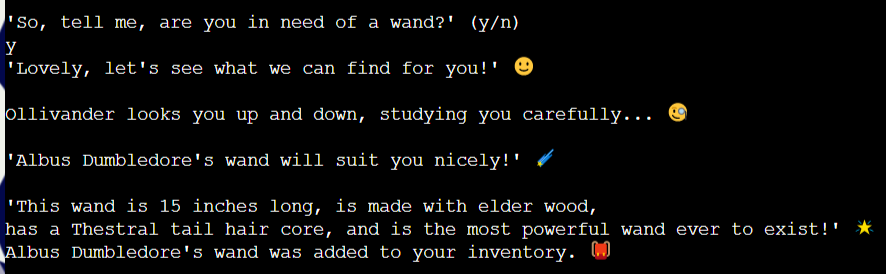 'So, tell me, are you in need of a wand?' (y/n)
y
'Lovely, let's see what we can find for you!' 🙂
Ollivander looks you up and down, studying you carefully... 🧐
'Albus Dumbledore's wand will suit you nicely!' ☄️
'This wand is 15 inches long, is made with elder wood,
has a Thestral tail hair core, and is the most powerful wand ever to exist!' 🌟
Albus Dumbledore's wand was added to your inventory. 🎒